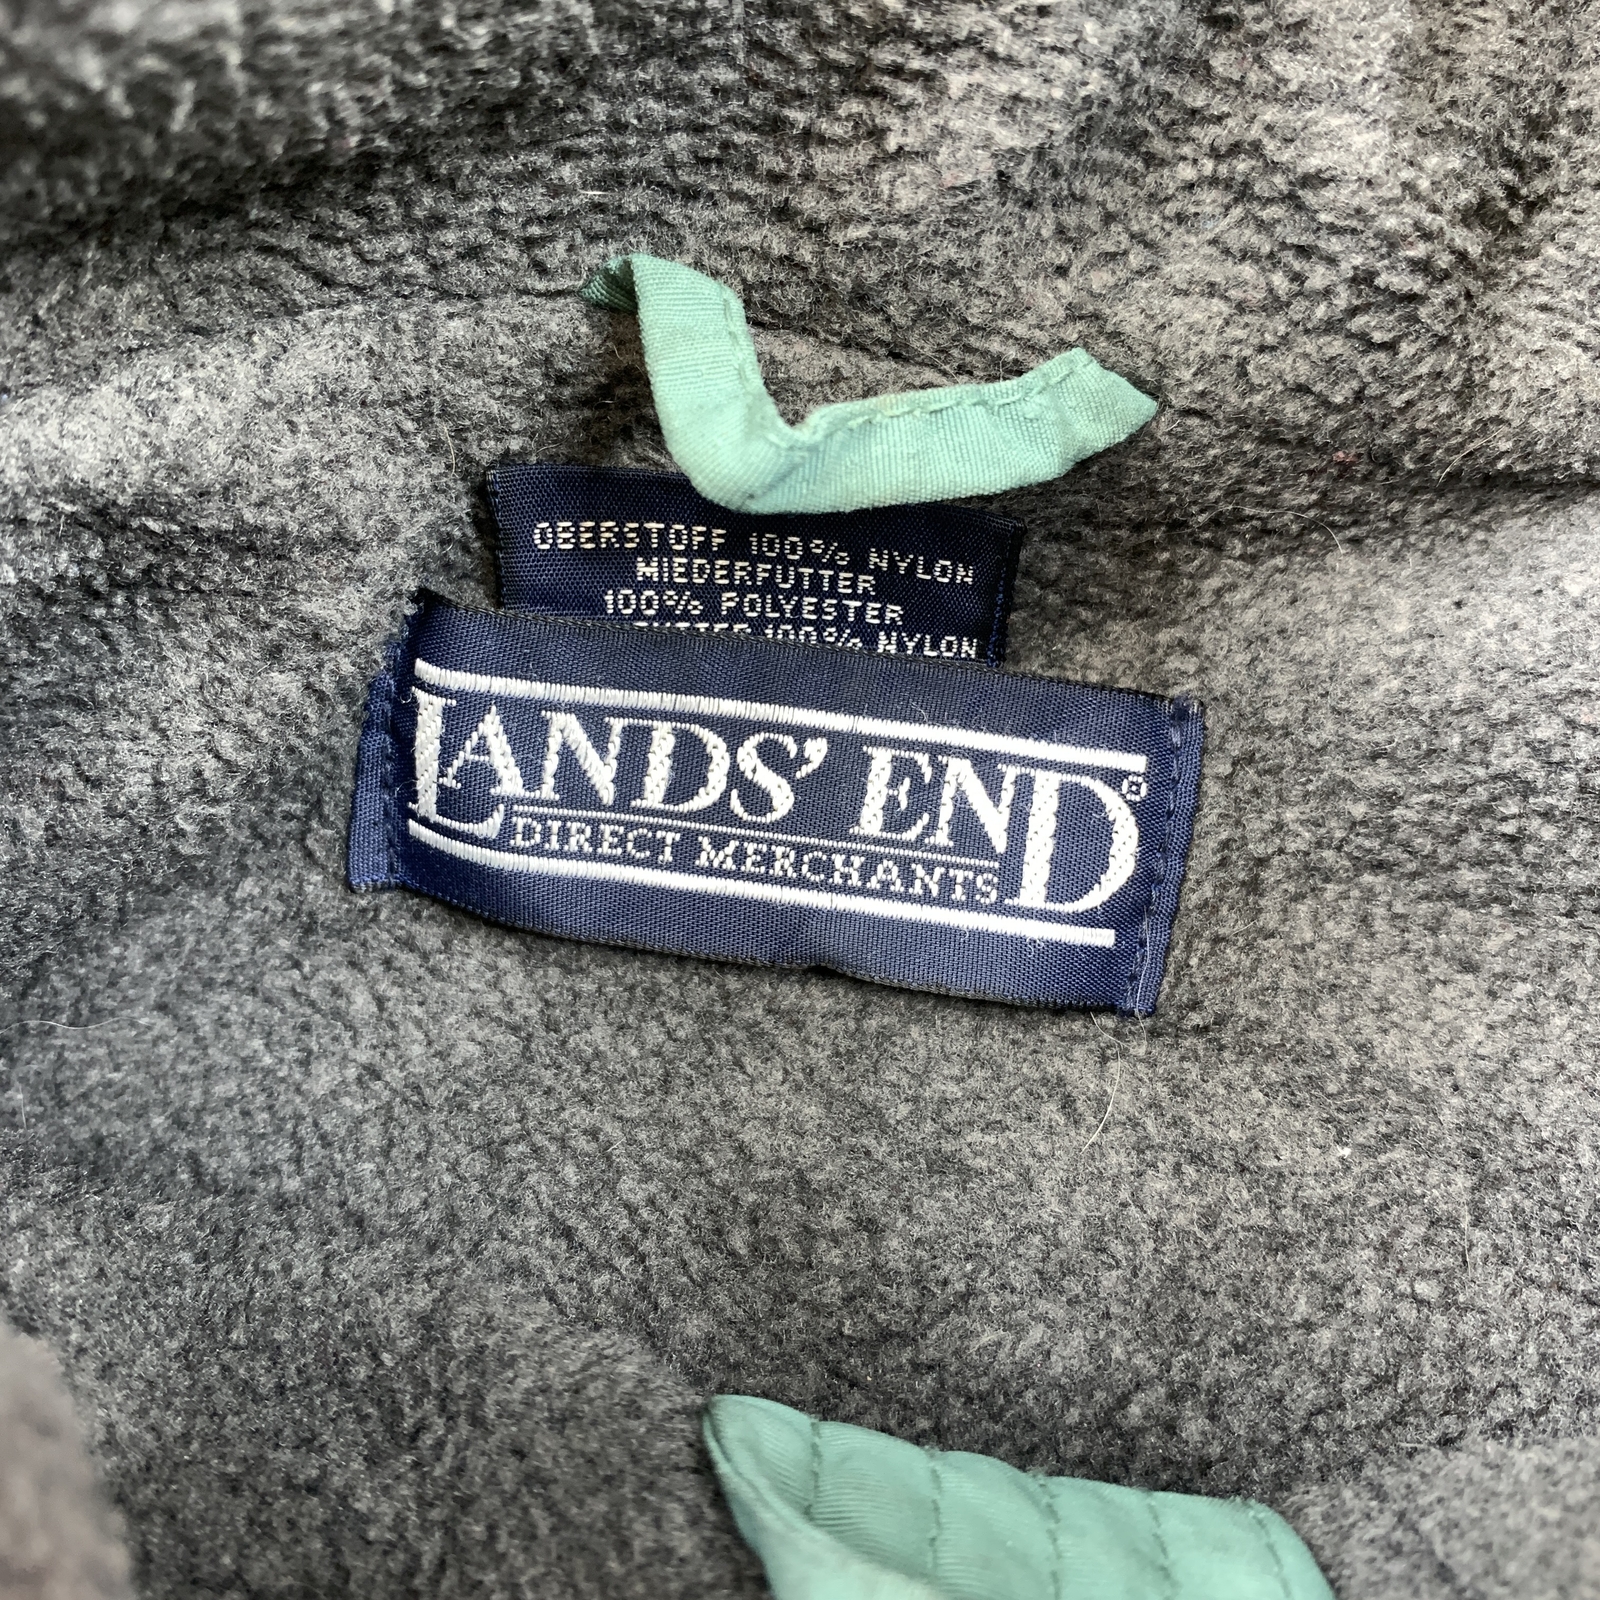 OBERSTOFF 100% NYLON
MIEDERFUTTER
100% POLYESTER
100% NYLON
LANDS' END®
DIRECT MERCHANTS